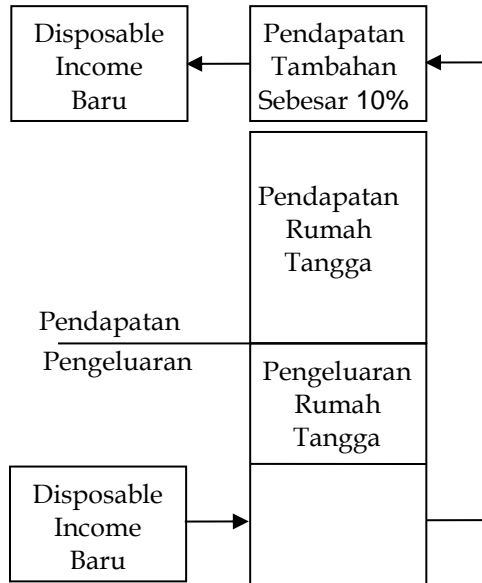 Disposable
Income
Baru
Pendapatan
Tambahan
Sebesar 10%
Pendapatan
Rumah
Tangga
Pendapatan
Pengeluaran
Pengeluaran
Rumah
Tangga
Disposable
Income
Baru